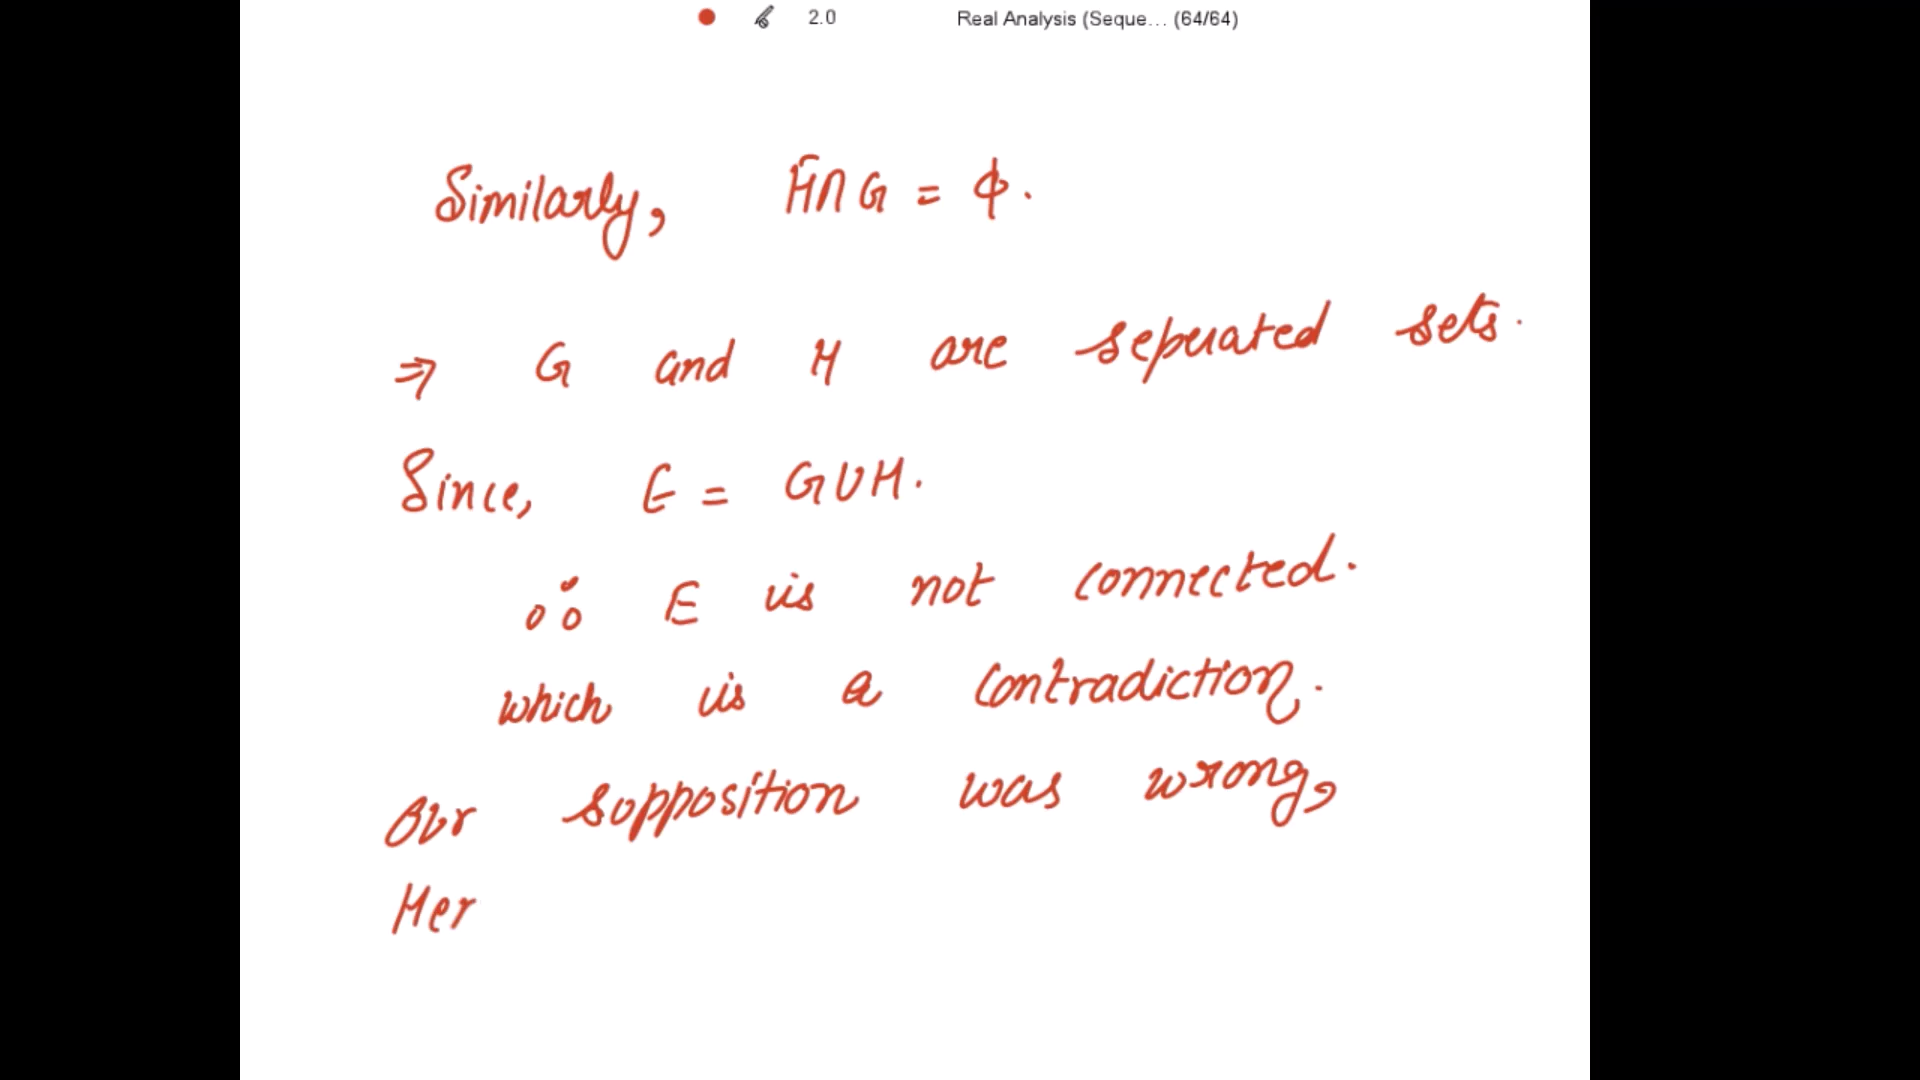 2.0 Real Analysis (Seque... (64/64)
Similarly, H̅∩G = ϕ.
⇒ G and H are seperated sets.
Since, E = G∪H.
∴ E is not connected.
which is a contradiction.
Our supposition was wrong,
Her